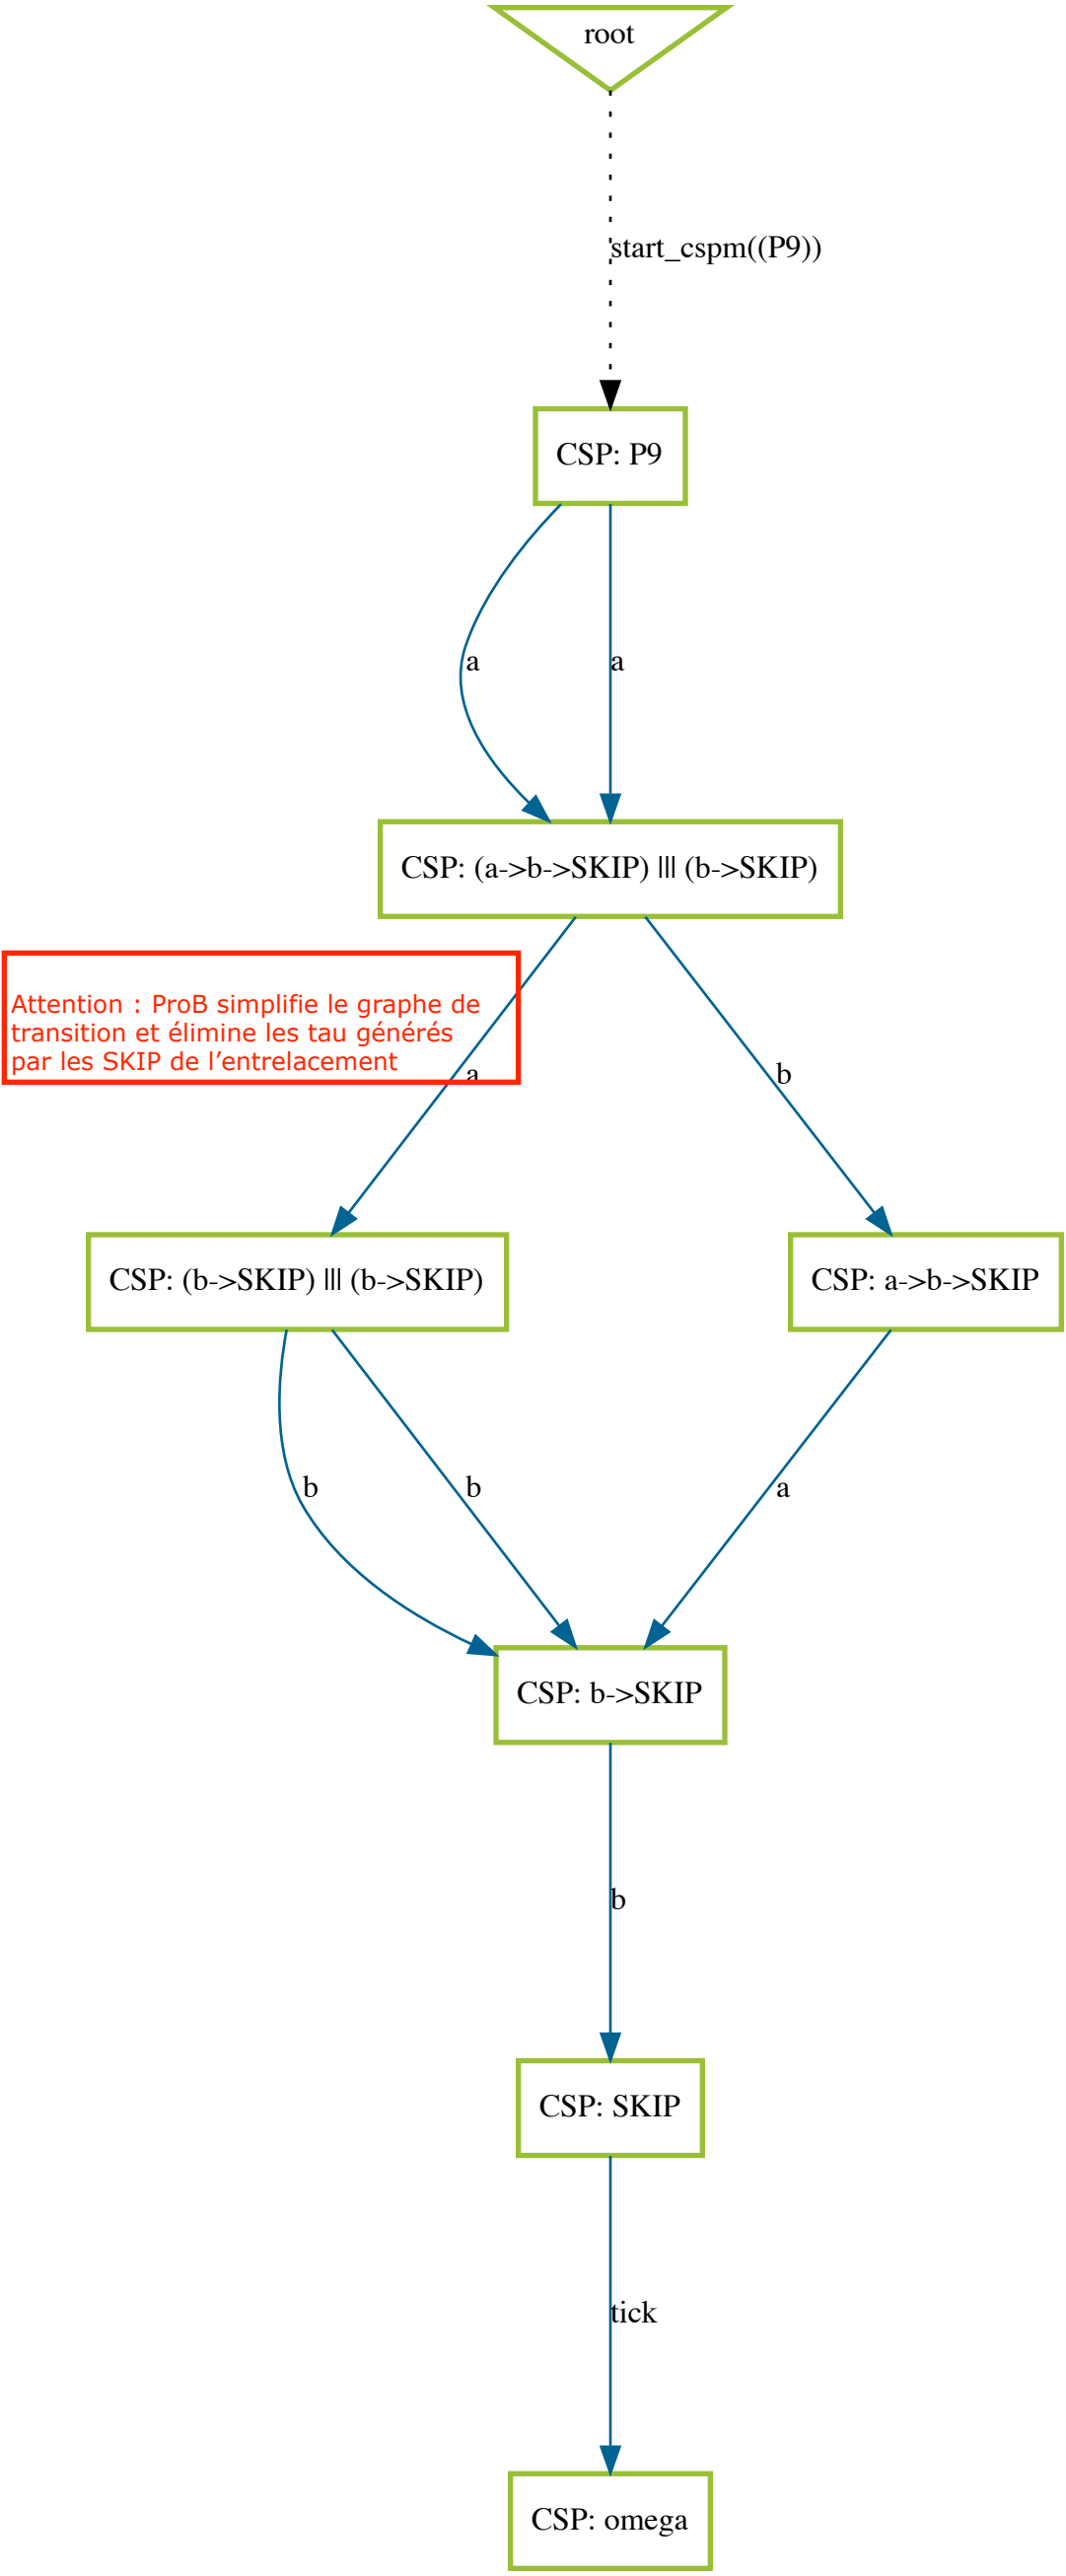 root
start_cspm((P9))
CSP: P9
a
a
CSP: (a->b->SKIP) ||| (b->SKIP)
Attention : ProB simplifie le graphe de
transition et élimine les tau générés
par les SKIP de l’entrelacement
a
b
CSP: (b->SKIP) ||| (b->SKIP)
CSP: a->b->SKIP
b
b
a
CSP: b->SKIP
b
CSP: SKIP
tick
CSP: omega